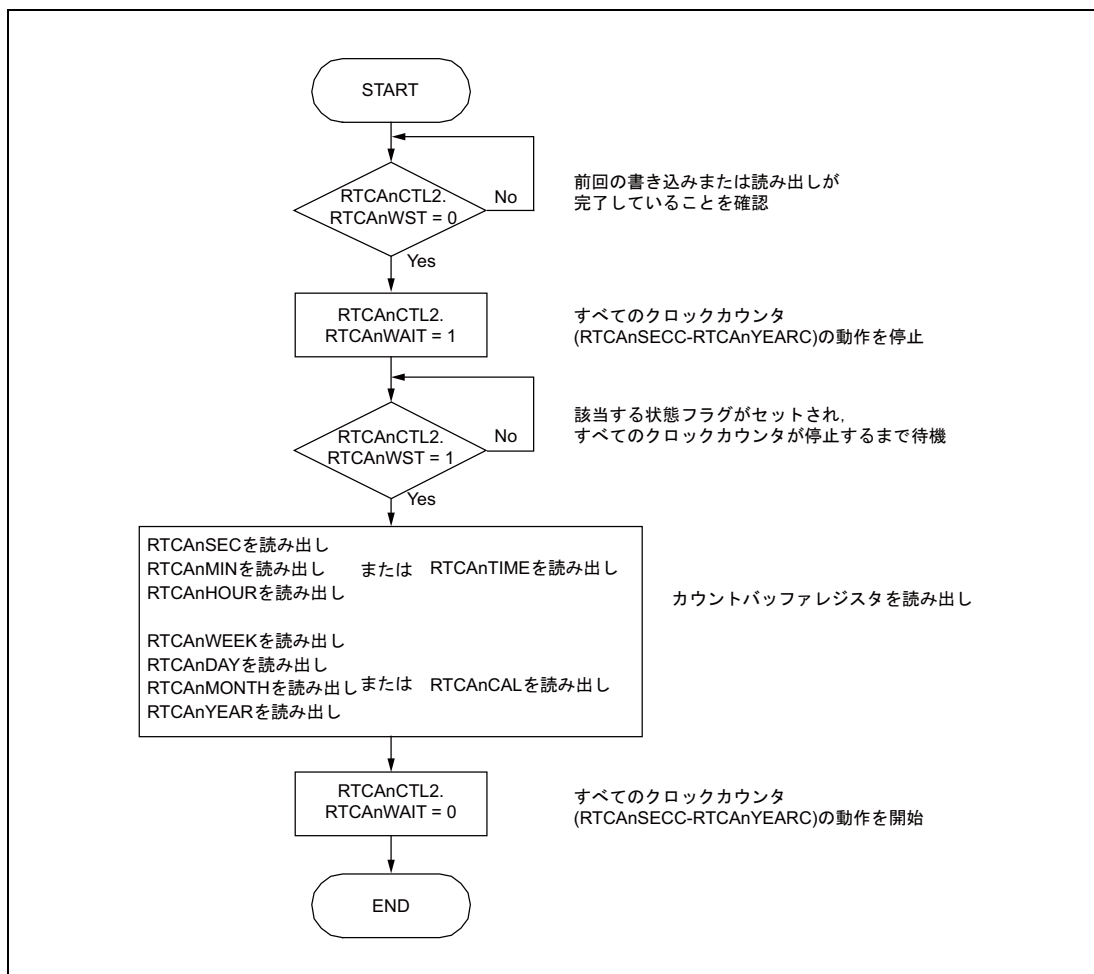 START
RTCAnCTL2.
RTCAnWST = 0
No
前回の書き込みまたは読み出しが
完了していることを確認
Yes
RTCAnCTL2.
RTCAnWAIT = 1
すべてのクロックカウンタ
(RTCAnSECC-RTCAnYEARC)の動作を停止
RTCAnCTL2.
RTCAnWST = 1
No
該当する状態フラグがセットされ,
すべてのクロックカウンタが停止するまで待機
Yes
RTCAnSECを読み出し
RTCAnMINを読み出し または RTCAnTIMEを読み出し
RTCAnHOURを読み出し
カウントバッファレジスタを読み出し
RTCAnWEEKを読み出し
RTCAnDAYを読み出し
RTCAnMONTHを読み出し または RTCAnCALを読み出し
RTCAnYEARを読み出し
RTCAnCTL2.
RTCAnWAIT = 0
すべてのクロックカウンタ
(RTCAnSECC-RTCAnYEARC)の動作を開始
END